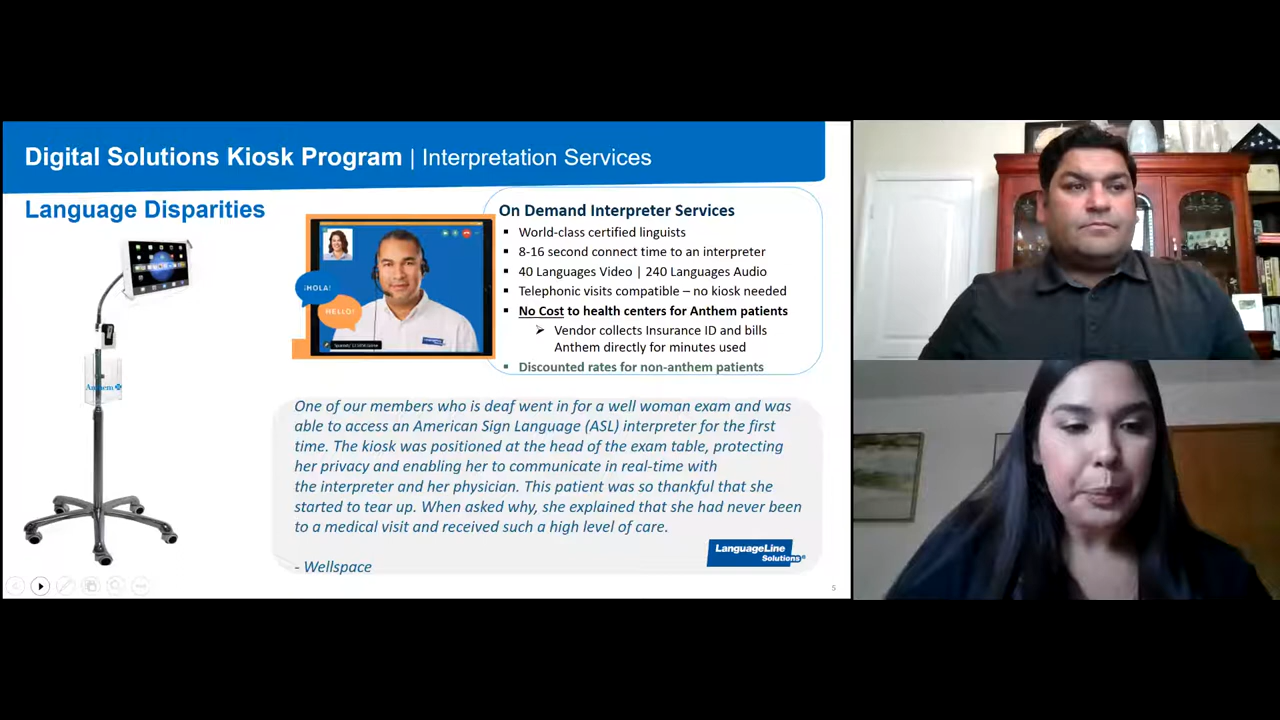 Digital Solutions Kiosk Program | Interpretation Services
Language Disparities
Anthem
¡HOLA!
HELLO!
On Demand Interpreter Services
▪ World-class certified linguists
▪ 8-16 second connect time to an interpreter
▪ 40 Languages Video | 240 Languages Audio
▪ Telephonic visits compatible – no kiosk needed
▪ No Cost to health centers for Anthem patients
➢ Vendor collects Insurance ID and bills
Anthem directly for minutes used
▪ Discounted rates for non-anthem patients
One of our members who is deaf went in for a well woman exam and was
able to access an American Sign Language (ASL) interpreter for the first
time. The kiosk was positioned at the head of the exam table, protecting
her privacy and enabling her to communicate in real-time with
the interpreter and her physician. This patient was so thankful that she
started to tear up. When asked why, she explained that she had never been
to a medical visit and received such a high level of care.
- Wellspace
LanguageLine
Solutions®
5